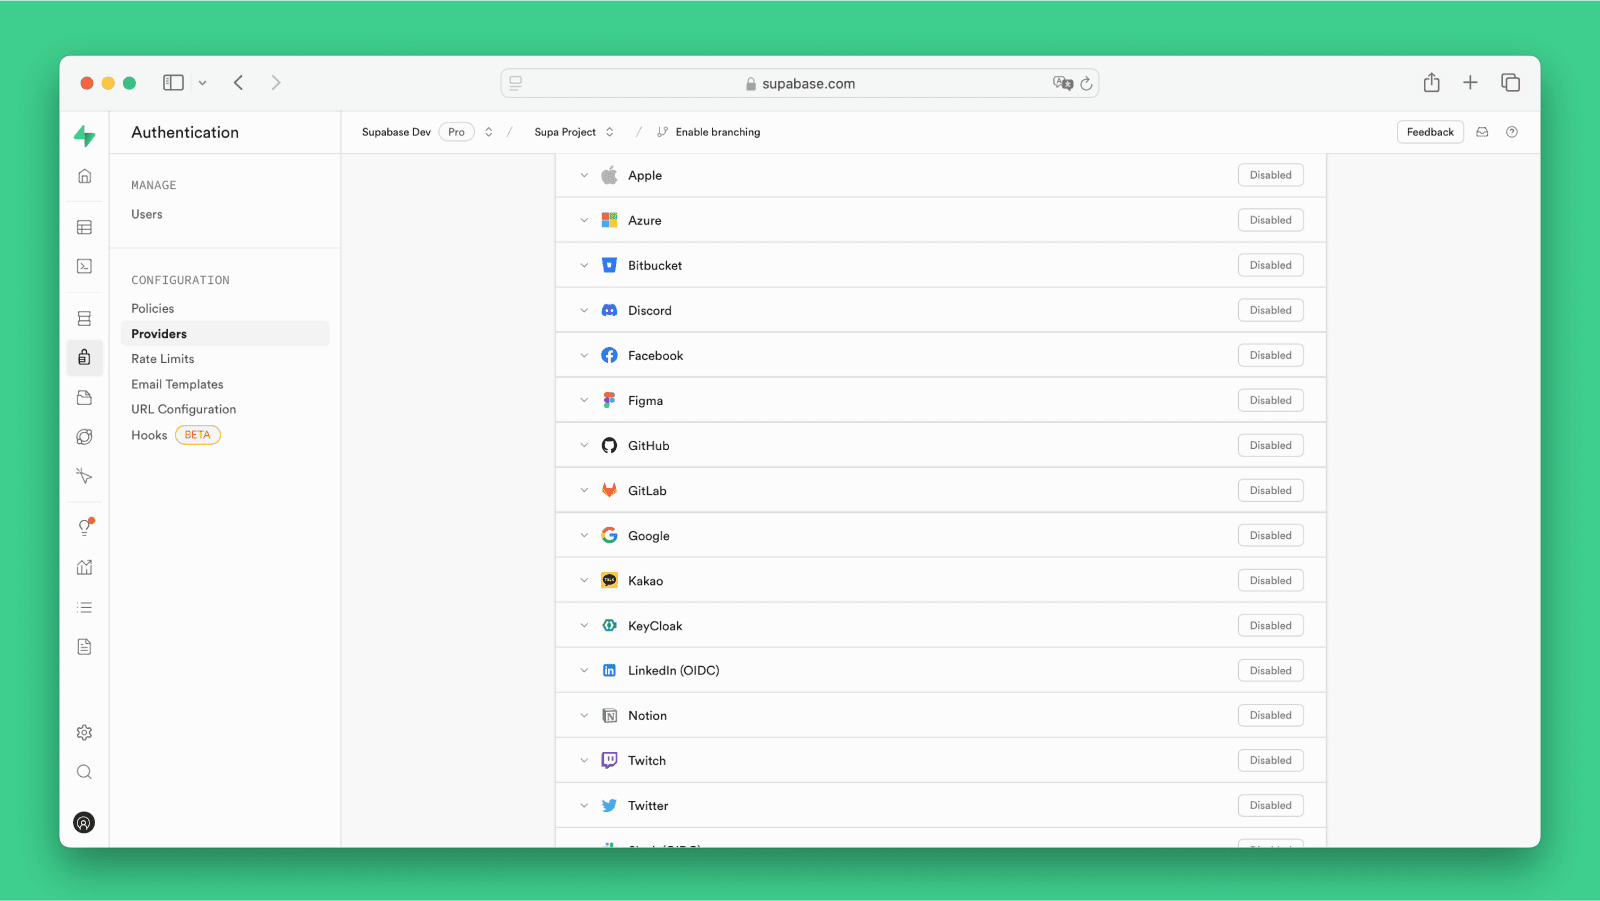 supabase.com
Authentication
Supabase Dev Pro / Supa Project / Enable branching
Feedback
MANAGE
Users
CONFIGURATION
Policies
Providers
Rate Limits
Email Templates
URL Configuration
Hooks BETA
Apple Disabled
Azure Disabled
Bitbucket Disabled
Discord Disabled
Facebook Disabled
Figma Disabled
GitHub Disabled
GitLab Disabled
Google Disabled
Kakao Disabled
KeyCloak Disabled
LinkedIn (OIDC) Disabled
Notion Disabled
Twitch Disabled
Twitter Disabled